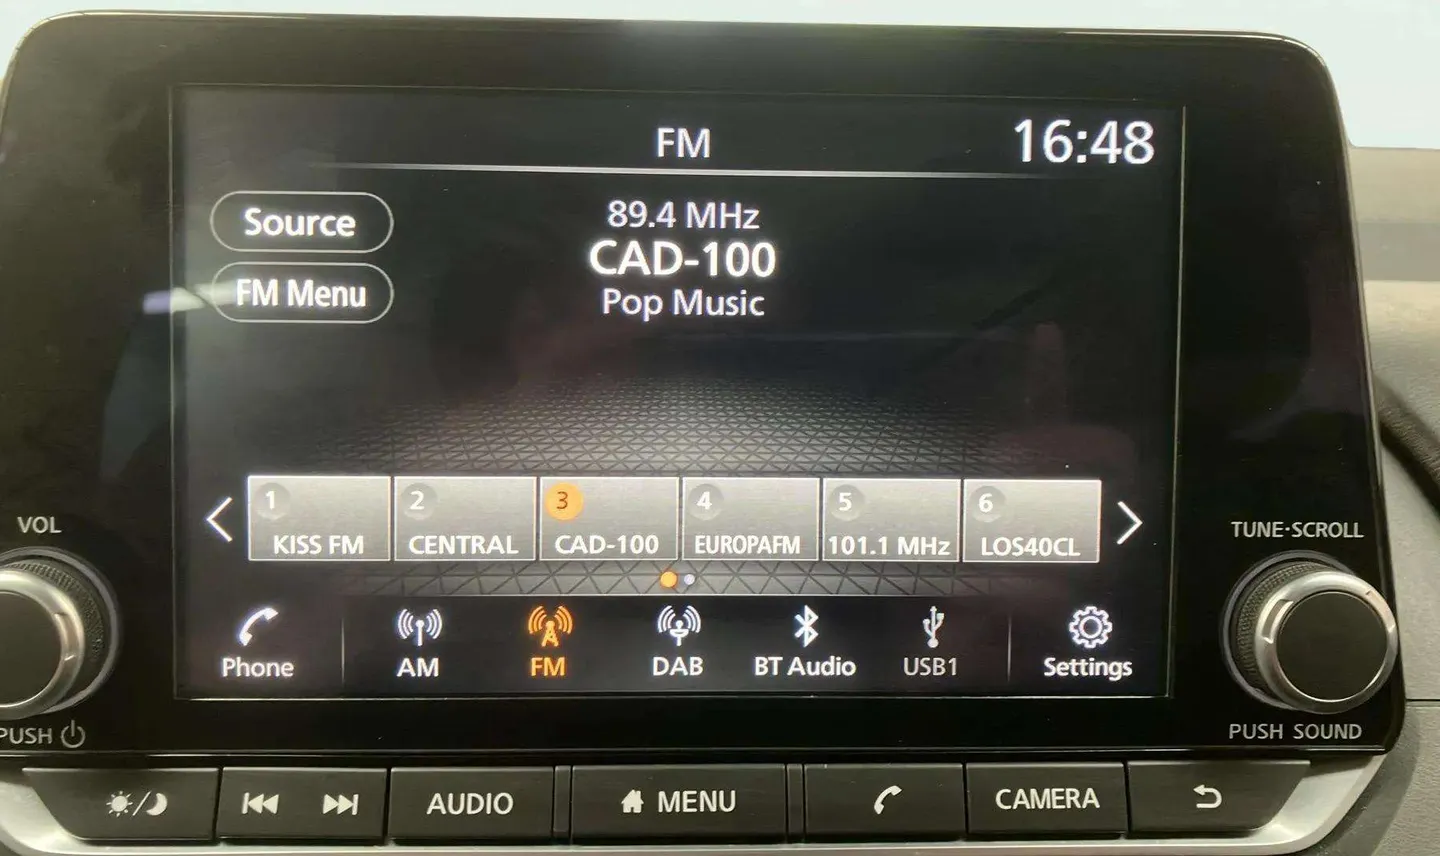 FM
16:48
Source
FM Menu
89.4 MHz
CAD-100
Pop Music
1
2
3
4
5
6
KISS FM
CENTRAL
CAD-100
EUROPAFM
101.1 MHz
LOS40CL
VOL
TUNE·SCROLL
Phone
AM
FM
DAB
BT Audio
USB1
Settings
PUSH
PUSH SOUND
AUDIO
MENU
CAMERA